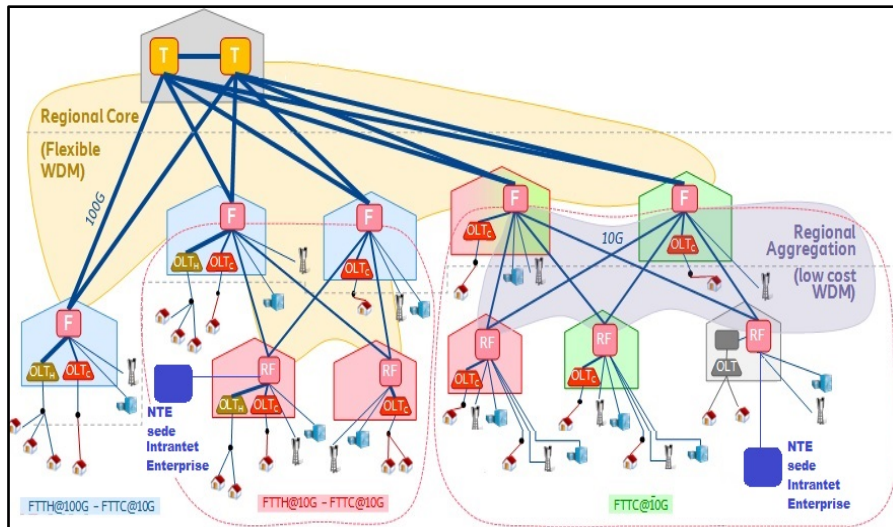 T T
Regional Core
(Flexible
WDM)
100G
F F F F
10G
Regional
Aggregation
(low cost
WDM)
OLTH OLTC OLTC OLTC OLTC
F
RF RF RF RF RF
OLTH OLTC OLTH OLTC OLTC OLTC OLTC OLT
NTE
sede
Intrantet
Enterprise
NTE
sede
Intrantet
Enterprise
FTTH@100G – FTTC@10G
FTTH@10G – FTTC@10G
FTTC@10G